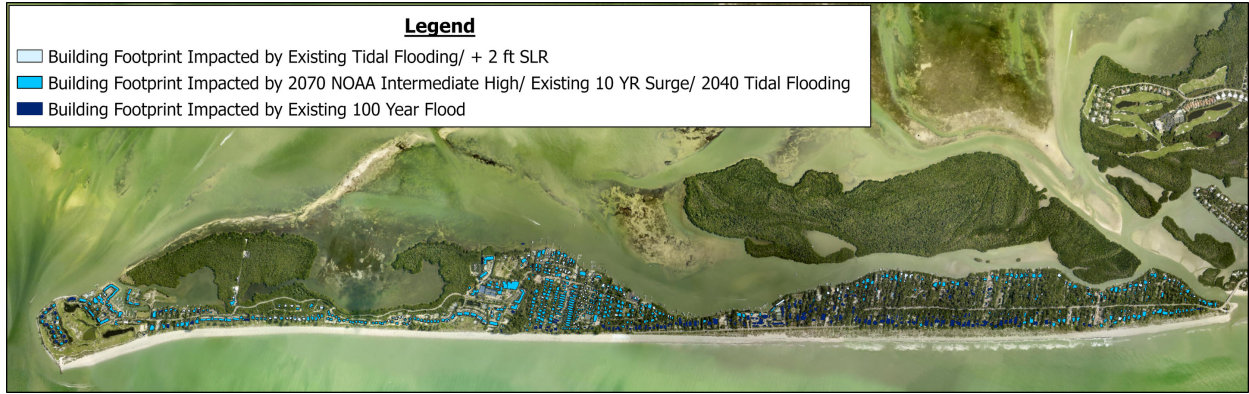 Legend
Building Footprint Impacted by Existing Tidal Flooding/ + 2 ft SLR
Building Footprint Impacted by 2070 NOAA Intermediate High/ Existing 10 YR Surge/ 2040 Tidal Flooding
Building Footprint Impacted by Existing 100 Year Flood